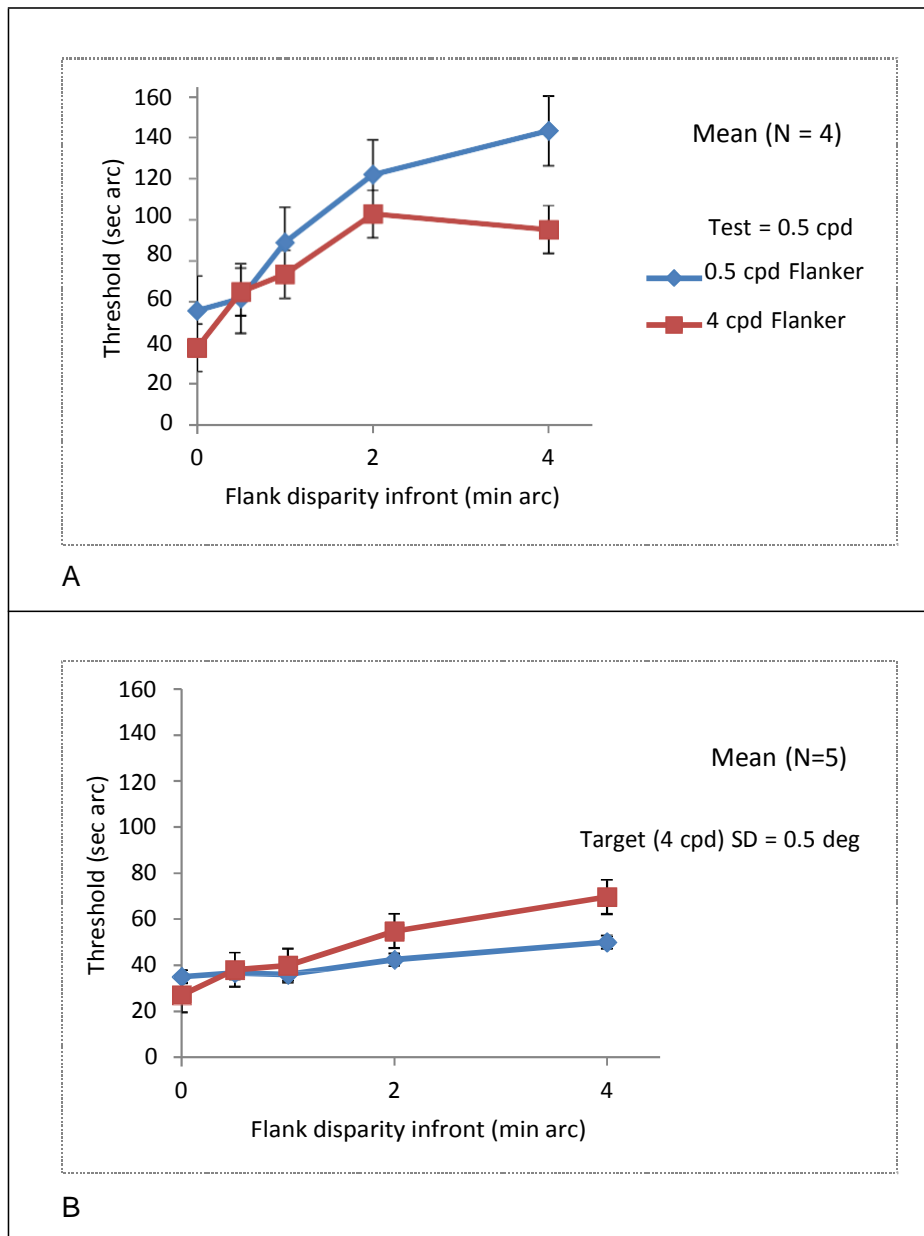 160
140
120
100
80
60
40
20
0
Threshold (sec arc)
0 2 4
Flank disparity infront (min arc)
Mean (N = 4)
Test = 0.5 cpd
0.5 cpd Flanker
4 cpd Flanker
A
160
140
120
100
80
60
40
20
0
Threshold (sec arc)
0 2 4
Flank disparity infront (min arc)
Mean (N=5)
Target (4 cpd) SD = 0.5 deg
B